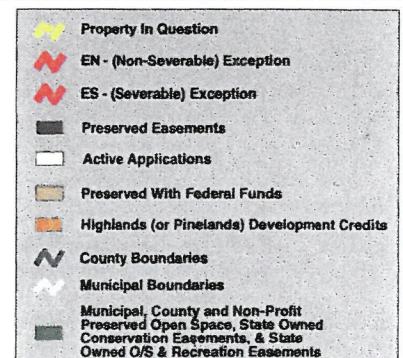 Property In Question
EN - (Non-Severable) Exception
ES - (Severable) Exception
Preserved Easements
Active Applications
Preserved With Federal Funds
Highlands (or Pinelands) Development Credits
County Boundaries
Municipal Boundaries
Municipal, County and Non-Profit
Preserved Open Space, State Owned
Conservation Easements, & State
Owned O/S & Recreation Easements